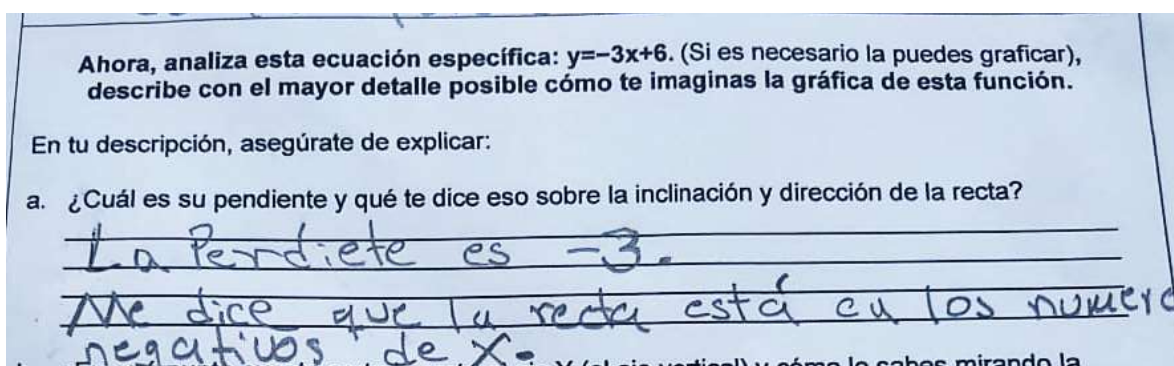 Ahora, analiza esta ecuación específica: y=−3x+6. (Si es necesario la puedes graficar),
describe con el mayor detalle posible cómo te imaginas la gráfica de esta función.
En tu descripción, asegúrate de explicar:
a. ¿Cuál es su pendiente y qué te dice eso sobre la inclinación y dirección de la recta?
La Perdiete es -3.
Me dice que la recta está en los numero
negativos de X.
mirando la